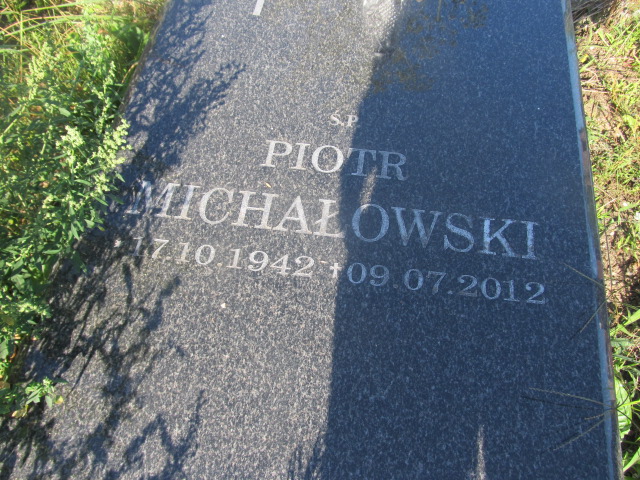 S.P.
PIOTR
MICHAŁOWSKI
* 17.10.1942 † 09.07.2012